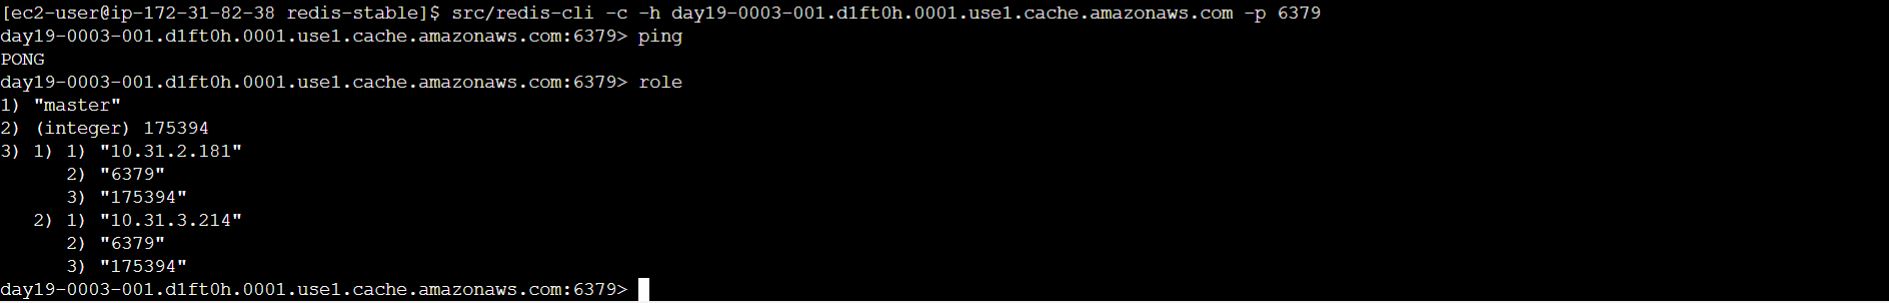 [ec2-user@ip-172-31-82-38 redis-stable]$ src/redis-cli -c -h day19-0003-001.d1ft0h.0001.use1.cache.amazonaws.com -p 6379
day19-0003-001.d1ft0h.0001.use1.cache.amazonaws.com:6379> ping
PONG
day19-0003-001.d1ft0h.0001.use1.cache.amazonaws.com:6379> role
1) "master"
2) (integer) 175394
3) 1) 1) "10.31.2.181"
      2) "6379"
      3) "175394"
   2) 1) "10.31.3.214"
      2) "6379"
      3) "175394"
day19-0003-001.d1ft0h.0001.use1.cache.amazonaws.com:6379>